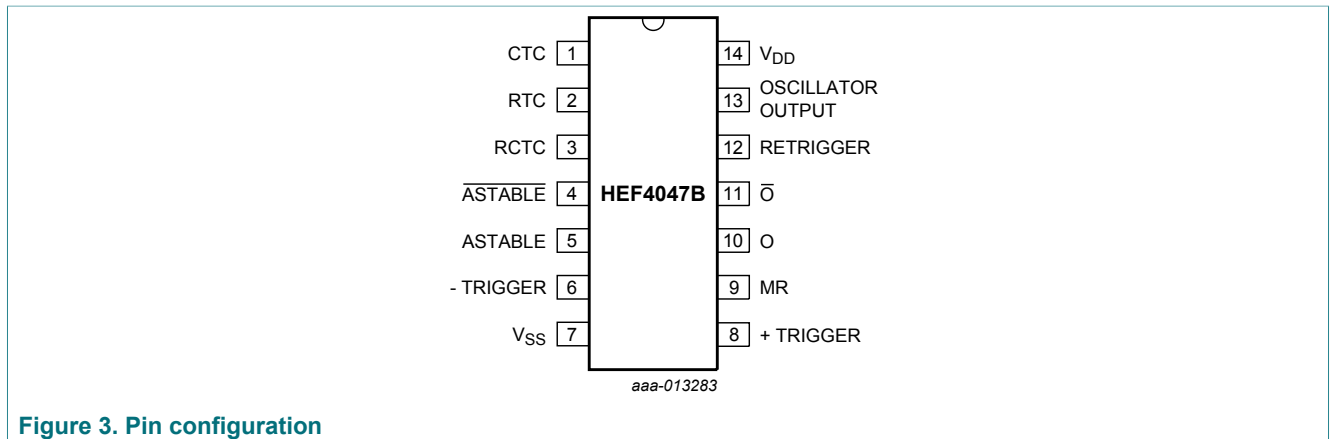 CTC 1 14 VDD
RTC 2 13 OSCILLATOR OUTPUT
RCTC 3 12 RETRIGGER
A̅S̅T̅A̅B̅L̅E̅ 4 HEF4047B 11 O̅
ASTABLE 5 10 O
- TRIGGER 6 9 MR
VSS 7 8 + TRIGGER
aaa-013283
Figure 3. Pin configuration